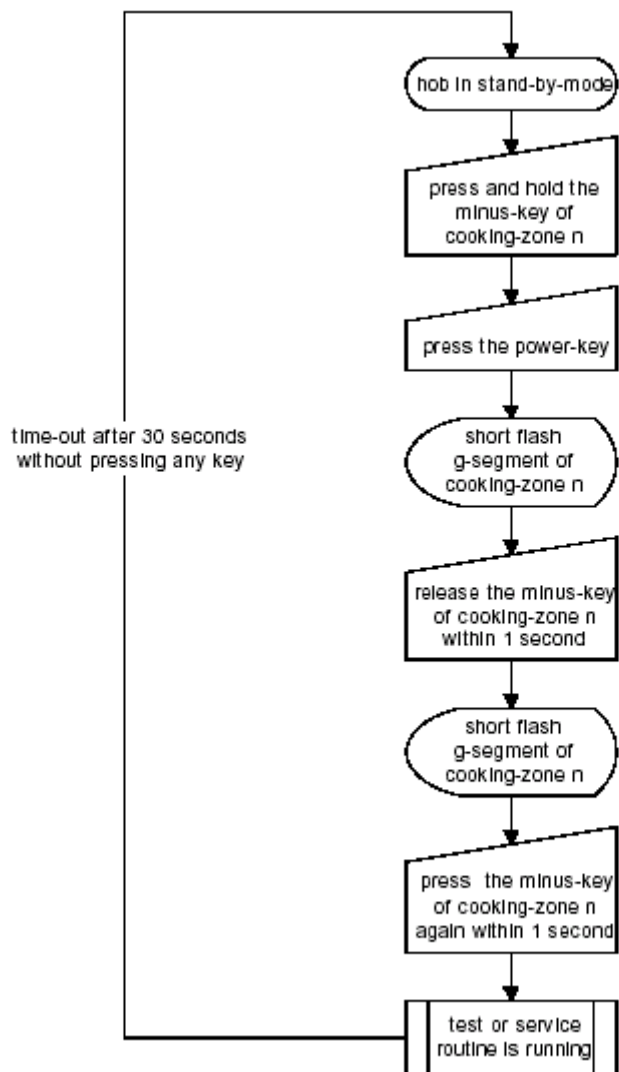 hob in stand-by-mode
press and hold the
minus-key of
cooking-zone n
press the power-key
time-out after 30 seconds
without pressing any key
short flash
g-segment of
cooking-zone n
release the minus-key
of cooking-zone n
within 1 second
short flash
g-segment of
cooking-zone n
press the minus-key
of cooking-zone n
again within 1 second
test or service
routine is running